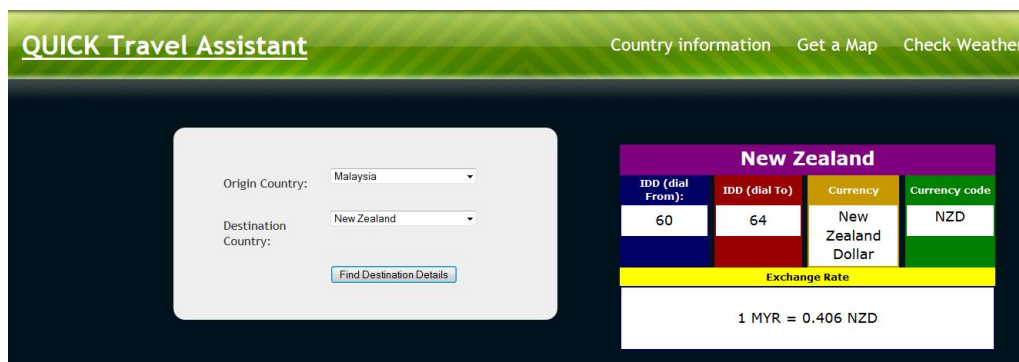 QUICK Travel Assistant
Country information Get a Map Check Weather
Origin Country: Malaysia
Destination
Country:
New Zealand
Find Destination Details
New Zealand
IDD (dial
From):
IDD (dial To)
Currency
Currency code
60
64
New
Zealand
Dollar
NZD
Exchange Rate
1 MYR = 0.406 NZD